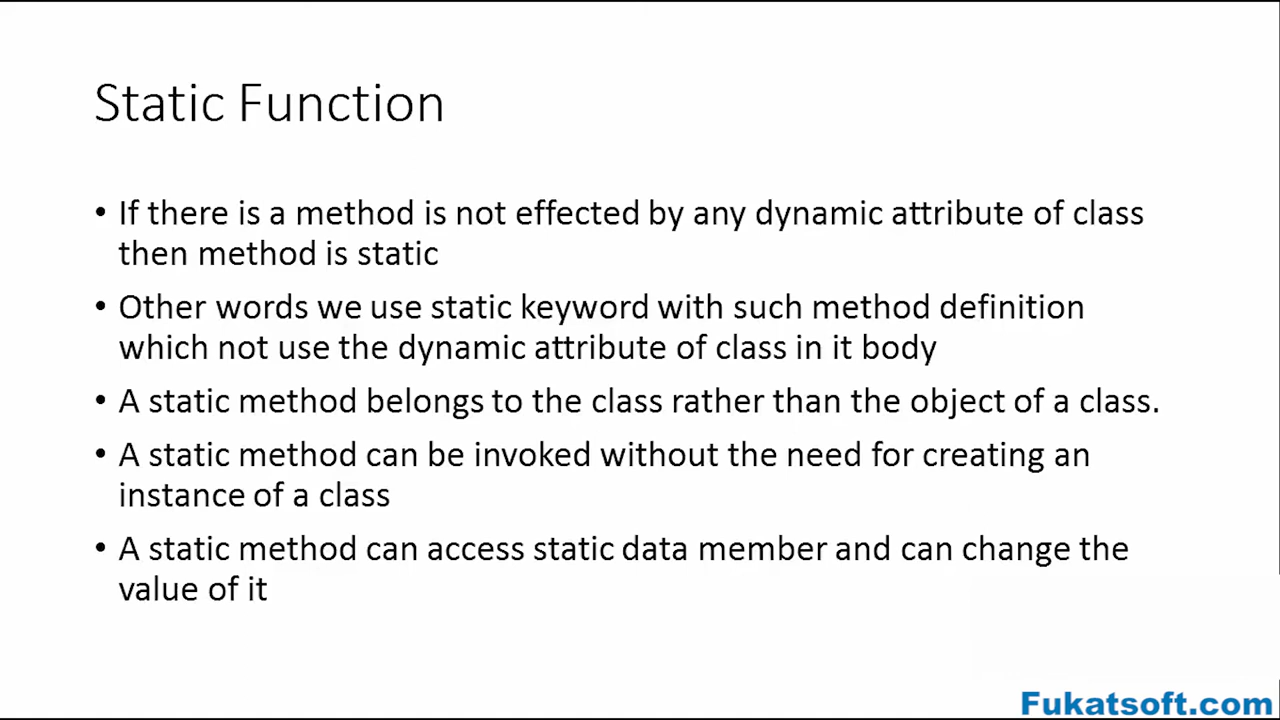 Static Function
• If there is a method is not effected by any dynamic attribute of class
then method is static
• Other words we use static keyword with such method definition
which not use the dynamic attribute of class in it body
• A static method belongs to the class rather than the object of a class.
• A static method can be invoked without the need for creating an
instance of a class
• A static method can access static data member and can change the
value of it
Fukatsoft.com